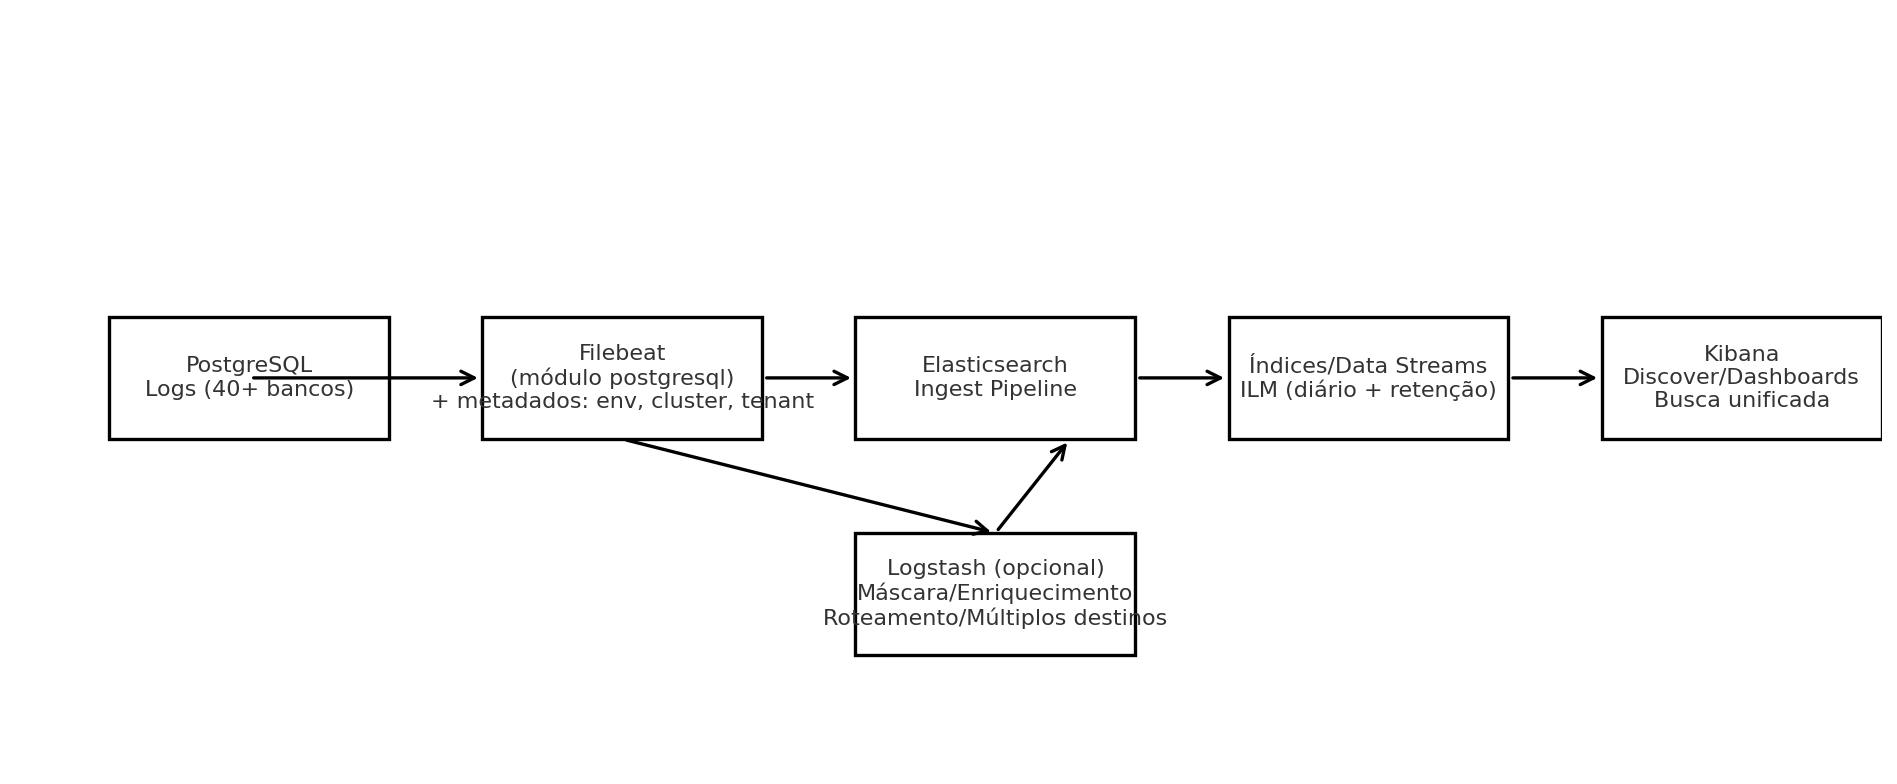 PostgreSQL
Logs (40+ bancos)
Filebeat
(módulo postgresql)
+ metadados: env, cluster, tenant
Elasticsearch
Ingest Pipeline
Índices/Data Streams
ILM (diário + retenção)
Kibana
Discover/Dashboards
Busca unificada
Logstash (opcional)
Máscara/Enriquecimento
Roteamento/Múltiplos destinos